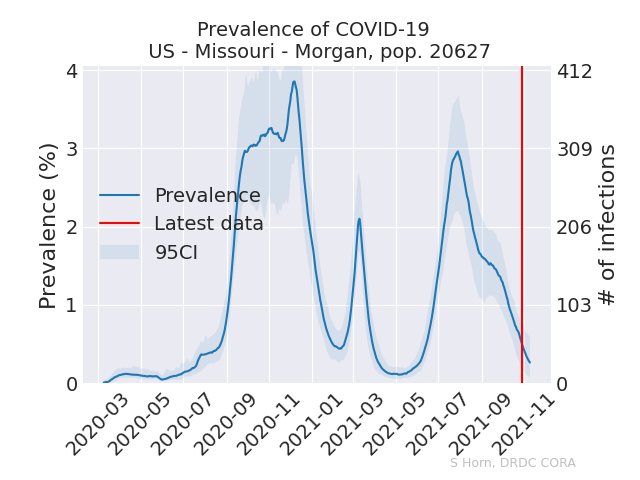 Prevalence of COVID-19
US - Missouri - Morgan, pop. 20627
Prevalence (%)
4
3
2
1
0
412
309
206
103
0
# of infections
Prevalence
Latest data
95CI
2020-03
2020-05
2020-07
2020-09
2020-11
2021-01
2021-03
2021-05
2021-07
2021-09
2021-11
S Horn, DRDC CORA